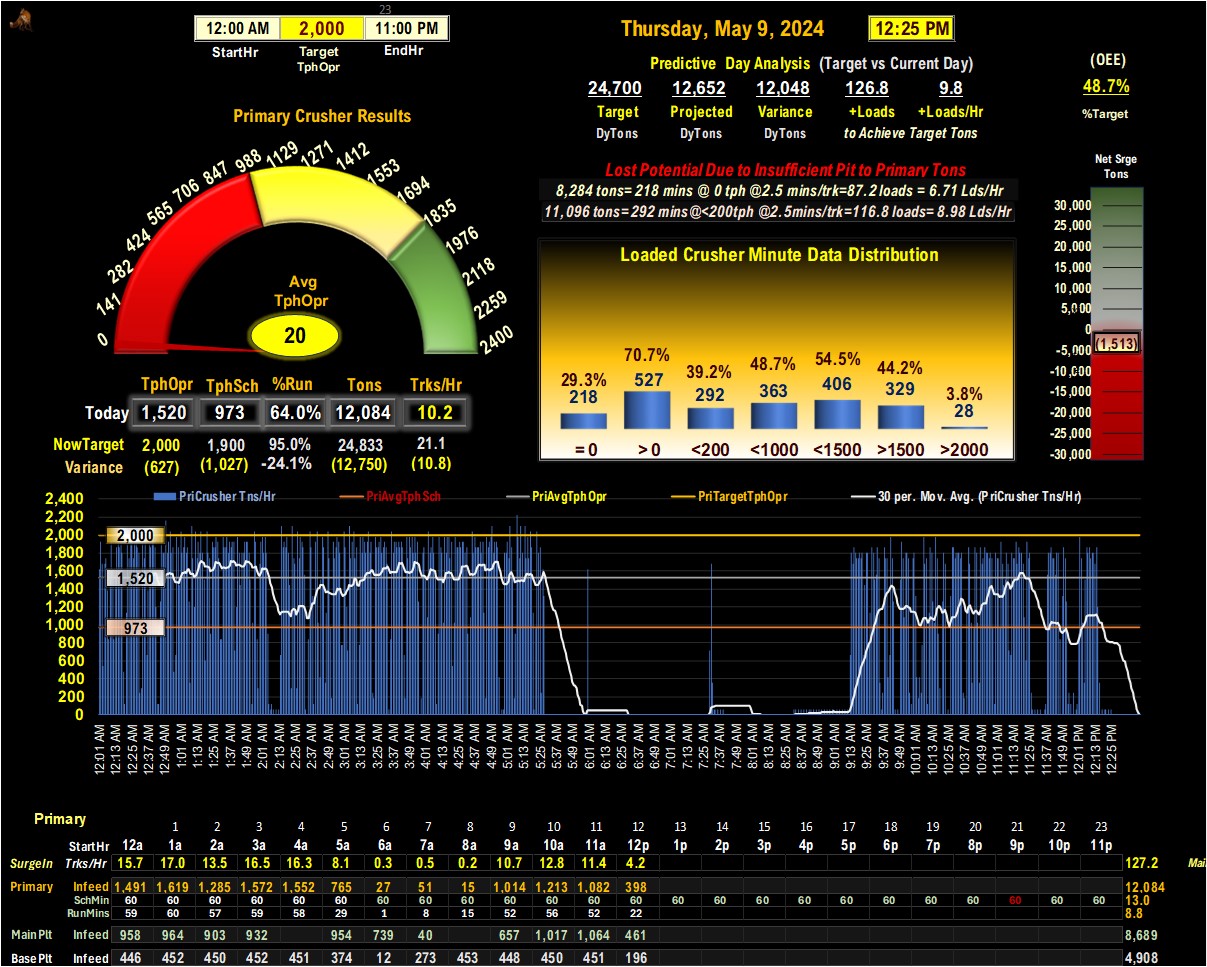 23
12:00 AM 2,000 11:00 PM
StartHr Target EndHr
TphOpr
Thursday, May 9, 2024 12:25 PM
Predictive Day Analysis (Target vs Current Day)
24,700 12,652 12,048 126.8 9.8
Target Projected Variance +Loads +Loads/Hr
DyTons DyTons DyTons to Achieve Target Tons
(OEE)
48.7%
%Target
Primary Crusher Results
0 141 282 424 565 706 847 988 1129 1271 1412 1553 1694 1835 1976 2118 2259 2400
Avg
TphOpr
20
Lost Potential Due to Insufficient Pit to Primary Tons
8,284 tons= 218 mins @ 0 tph @2.5 mins/trk=87.2 loads = 6.71 Lds/Hr
11,096 tons= 292 mins @<200tph @2.5mins/trk=116.8 loads= 8.98 Lds/Hr
Net Srge
Tons
30,000
25,000
20,000
15,000
10,000
5,000
0
(1,513)
-5,000
-10,000
-15,000
-20,000
-25,000
-30,000
Loaded Crusher Minute Data Distribution
29.3% 70.7% 39.2% 48.7% 54.5% 44.2% 3.8%
218 527 292 363 406 329 28
= 0 > 0 <200 <1000 <1500 >1500 >2000
TphOpr TphSch %Run Tons Trks/Hr
Today 1,520 973 64.0% 12,084 10.2
NowTarget 2,000 1,900 95.0% 24,833 21.1
Variance (627) (1,027) -24.1% (12,750) (10.8)
PriCrusher Tns/Hr PriAvgTphSch PriAvgTphOpr PriTargetTphOpr 30 per. Mov. Avg. (PriCrusher Tns/Hr)
2,400
2,200
2,000 2,000
1,800
1,600
1,520
1,400
1,200
1,000
973
800
600
400
200
0
12:01 AM 12:13 AM 12:25 AM 12:37 AM 12:49 AM 1:01 AM 1:13 AM 1:25 AM 1:37 AM 1:49 AM 2:01 AM 2:13 AM 2:25 AM 2:37 AM 2:49 AM 3:01 AM 3:13 AM 3:25 AM 3:37 AM 3:49 AM 4:01 AM 4:13 AM 4:25 AM 4:37 AM 4:49 AM 5:01 AM 5:13 AM 5:25 AM 5:37 AM 5:49 AM 6:01 AM 6:13 AM 6:25 AM 6:37 AM 6:49 AM 7:01 AM 7:13 AM 7:25 AM 7:37 AM 7:49 AM 8:01 AM 8:13 AM 8:25 AM 8:37 AM 8:49 AM 9:01 AM 9:13 AM 9:25 AM 9:37 AM 9:49 AM 10:01 AM 10:13 AM 10:25 AM 10:37 AM 10:49 AM 11:01 AM 11:13 AM 11:25 AM 11:37 AM 11:49 AM 12:01 PM 12:13 PM 12:25 PM
Primary
1 2 3 4 5 6 7 8 9 10 11 12 13 14 15 16 17 18 19 20 21 22 23
StartHr 12a 1a 2a 3a 4a 5a 6a 7a 8a 9a 10a 11a 12p 1p 2p 3p 4p 5p 6p 7p 8p 9p 10p 11p
SurgeIn Trks/Hr 15.7 17.0 13.5 16.5 16.3 8.1 0.3 0.5 0.2 10.7 12.8 11.4 4.2 127.2
Primary Infeed 1,491 1,619 1,285 1,572 1,552 765 27 51 15 1,014 1,213 1,082 398 12,084
SchMin 60 60 60 60 60 60 60 60 60 60 60 60 60 60 60 60 60 60 60 60 60 60 60 60 13.0
RunMins 59 60 57 59 58 29 1 8 15 52 56 52 22 8.8
Main Plt Infeed 958 964 903 932 954 739 40 657 1,017 1,064 461 8,689
Base Plt Infeed 446 452 450 452 451 374 12 273 453 448 450 451 196 4,908